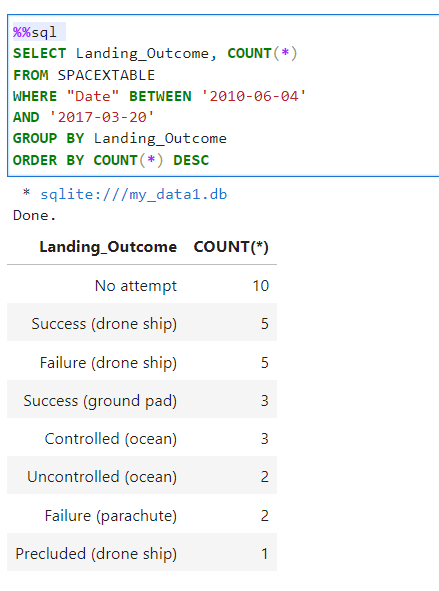 %%sql
SELECT Landing_Outcome, COUNT(*)
FROM SPACEXTABLE
WHERE "Date" BETWEEN '2010-06-04'
AND '2017-03-20'
GROUP BY Landing_Outcome
ORDER BY COUNT(*) DESC
* sqlite:///my_data1.db
Done.
Landing_Outcome COUNT(*)
No attempt 10
Success (drone ship) 5
Failure (drone ship) 5
Success (ground pad) 3
Controlled (ocean) 3
Uncontrolled (ocean) 2
Failure (parachute) 2
Precluded (drone ship) 1